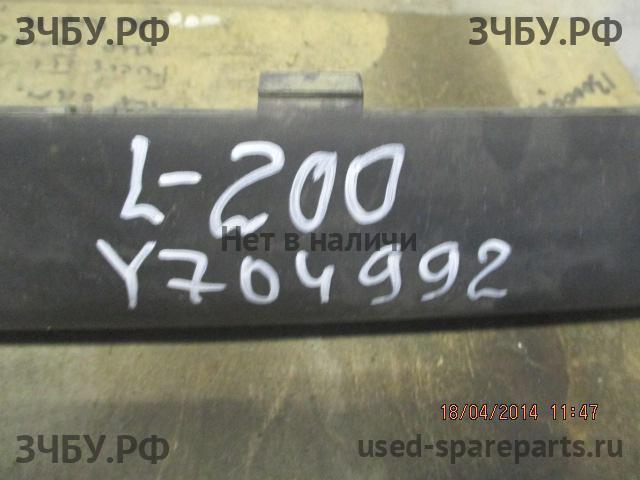 ЗЧБУ.РФ ЗЧБУ.РФ
L-200
Y704992
Нет в наличи
18/04/2014 11:47
ЗЧБУ.РФ used-spareparts.ru